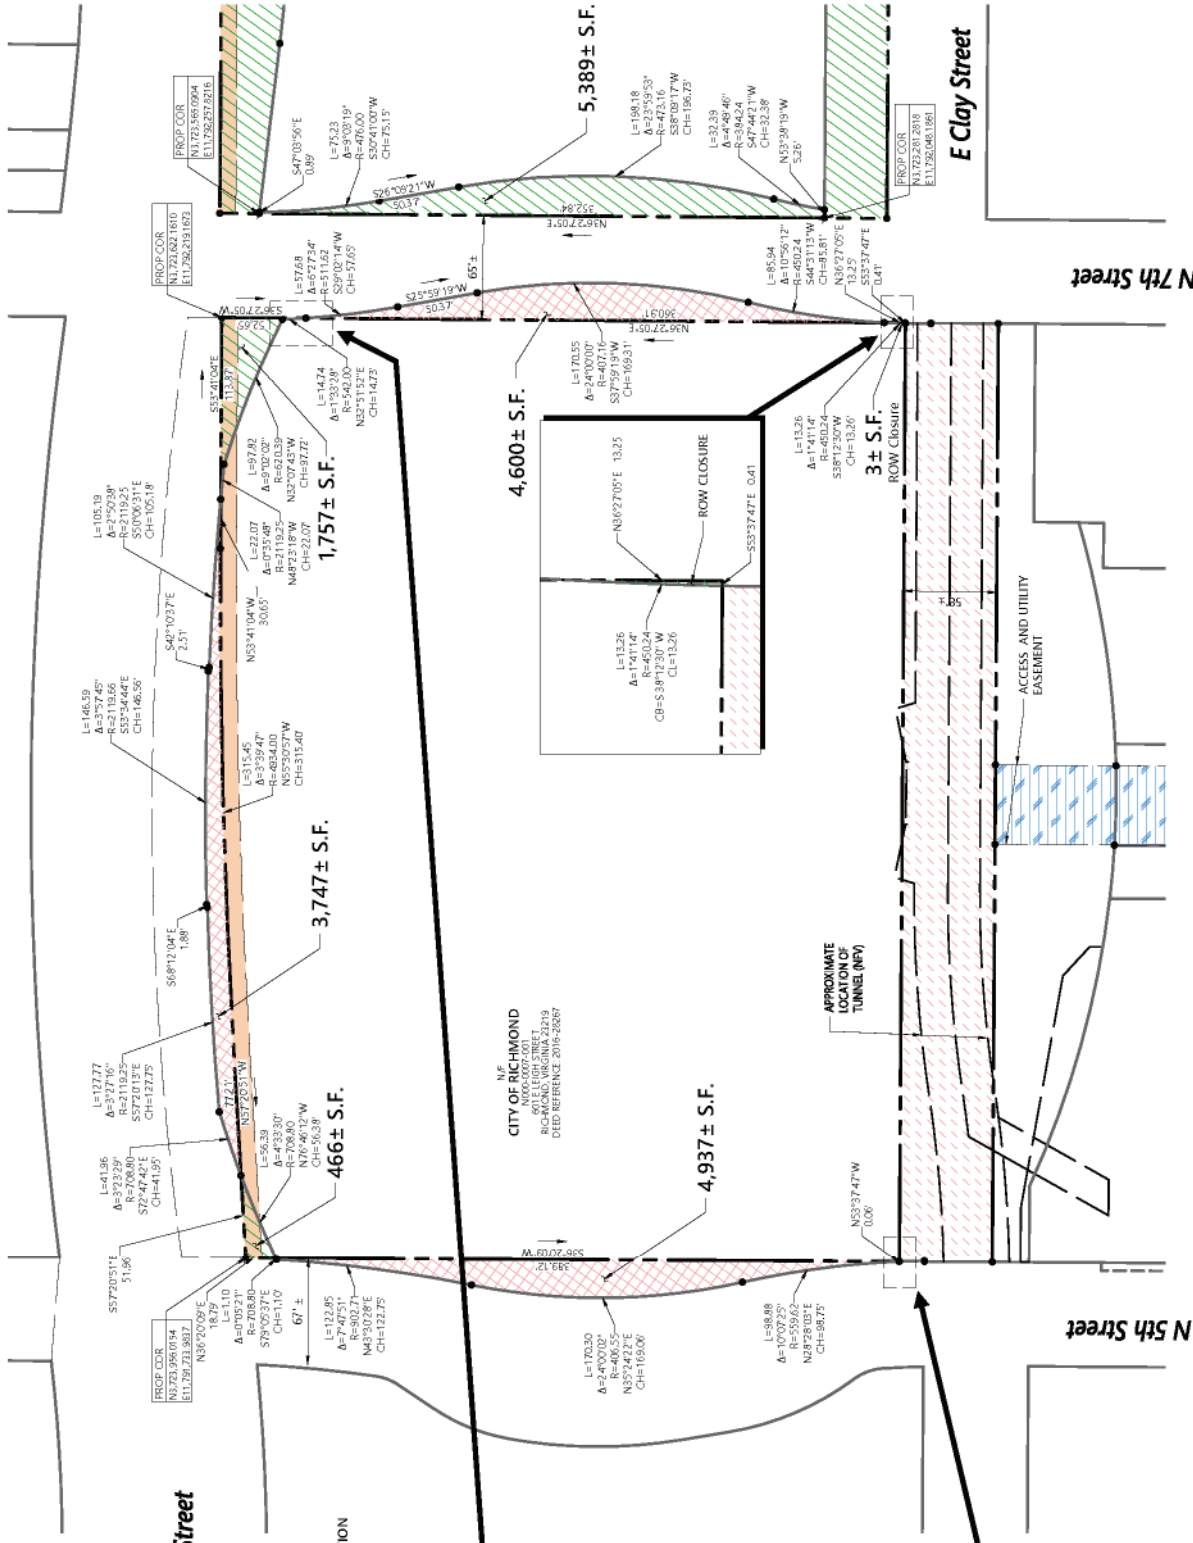 PROP COR
N3,723,565.0904
E11,792,257.8216
S47°03'56"E
0.89'
L=75.23
Δ=9°03'19"
R=476.00
S30°41'00"W
CH=75.15'
5,389± S.F.
S26°09'21"W
50.37'
352.84'
N36°27'05"E
L=198.18
Δ=23°59'53"
R=473.16
S38°09'17"W
CH=196.73'
L=32.39
Δ=4°49'46"
R=384.24
S47°44'21"W
CH=32.38'
N53°38'19"W
5.26'
PROP COR
N3,723,281.2818
E11,792,048.1861
E Clay Street
PROP COR
N3,723,622.1610
E11,792,219.1673
S36°27'05"W
52.65'
L=57.68
Δ=6°27'34"
R=511.62
S29°02'14"W
CH=57.65'
S25°59'19"W
50.37'
65'±
L=85.94
Δ=10°56'12"
R=450.24
S44°31'13"W
CH=85.81'
N36°27'05"E
13.25'
S53°37'47"E
0.41'
N 7th Street
S53°41'04"E
113.87'
L=14.74
Δ=1°33'28"
R=542.00
N32°51'52"E
CH=14.73'
360.91'
N36°27'05"E
L=170.55
Δ=24°00'00"
R=407.16
S37°59'19"W
CH=169.31'
4,600± S.F.
L=13.26
Δ=1°41'14"
R=450.24
S38°12'30"W
CH=13.26'
3± S.F.
ROW Closure
L=97.82
Δ=9°02'02"
R=620.39
N32°07'43"W
CH=97.72'
1,757± S.F.
L=22.07
Δ=0°35'48"
R=2119.25
N48°23'18"W
CH=22.07
L=105.19
Δ=2°50'38"
R=2119.25
S50°06'31"E
CH=105.18'
N53°41'04"W
30.65'
S42°10'37"E
2.51'
N36°27'05"E 13.25
ROW CLOSURE
S53°37'47"E 0.41
L=13.26
Δ=1°41'14"
R=450.24
CB=S 38°12'30" W
CL=13.26
58'±
ACCESS AND UTILITY
EASEMENT
L=146.59
Δ=3°57'45"
R=2119.66
S53°34'44"E
CH=146.56'
L=315.45
Δ=3°39'47"
R=4934.00
N55°30'57"W
CH=315.40'
3,747± S.F.
S68°12'04"E
1.88'
L=127.77
Δ=3°27'16"
R=2119.25
S57°20'13"E
CH=127.75'
77.21'
N57°20'51"W
L=41.96
Δ=3°23'29"
R=708.80
S72°47'42"E
CH=41.95'
L=56.39
Δ=4°33'30"
R=708.80
N76°46'12"W
CH=56.38'
466± S.F.
N/F
CITY OF RICHMOND
N000-0007-001
601 E LEIGH STREET
RICHMOND, VIRGINIA 23219
DEED REFERENCE: 2016-26267
APPROXIMATE
LOCATION OF
TUNNEL (NFV)
S57°20'51"E
51.96'
PROP COR
N3,723,956.0154
E11,791,733.9837
N36°20'09"E
18.79'
L=1.10
Δ=0°05'21"
R=708.80
S79°05'37"E
CH=1.10'
67' ±
S36°20'09"W
389.12'
L=122.85
Δ=7°47'51"
R=902.71
N43°30'28"E
CH=122.75'
4,937± S.F.
L=170.30
Δ=24°00'02"
R=406.55
N35°24'22"E
CH=169.06'
L=98.88
Δ=10°07'25"
R=559.62
N28°28'03"E
CH=98.75'
N53°37'47"W
0.06'
N 5th Street
Street
ION